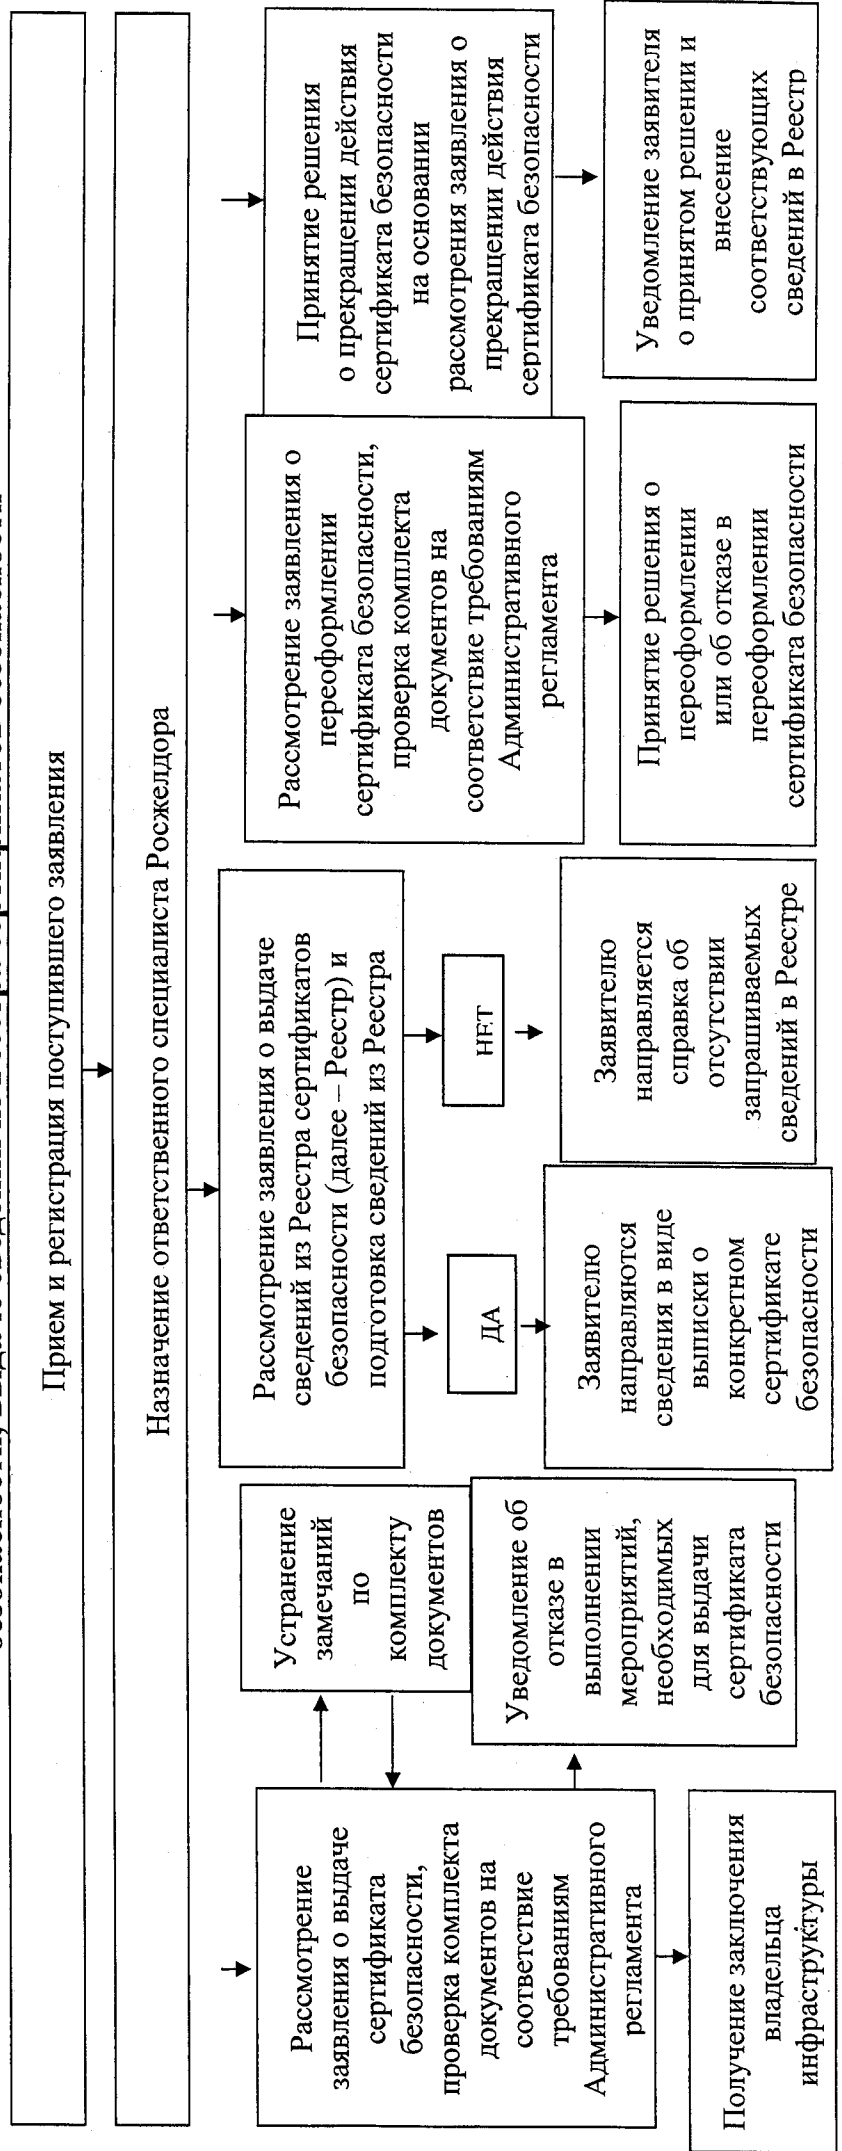 Прием и регистрация поступившего заявления
Назначение ответственного специалиста Росжелдора
Рассмотрение
заявления о выдаче
сертификата
безопасности,
проверка комплекта
документов на
соответствие
требованиям
Административного
регламента
Получение заключения
владельца
инфраструктуры
Устранение
замечаний
по
комплекту
документов
Уведомление об
отказе в
выполнении
мероприятий,
необходимых
для выдачи
сертификата
безопасности
Рассмотрение заявления о выдаче
сведений из Реестра сертификатов
безопасности (далее – Реестр) и
подготовка сведений из Реестра
ДА
НЕТ
Заявителю
направляются
сведения в виде
выписки о
конкретном
сертификате
безопасности
Заявителю
направляется
справка об
отсутствии
запрашиваемых
сведений в Реестре
Рассмотрение заявления о
переоформлении
сертификата безопасности,
проверка комплекта
документов на
соответствие требованиям
Административного
регламента
Принятие решения о
переоформлении
или об отказе в
переоформлении
сертификата безопасности
Принятие решения
о прекращении действия
сертификата безопасности
на основании
рассмотрения заявления о
прекращении действия
сертификата безопасности
Уведомление заявителя
о принятом решении и
внесение
соответствующих
сведений в Реестр